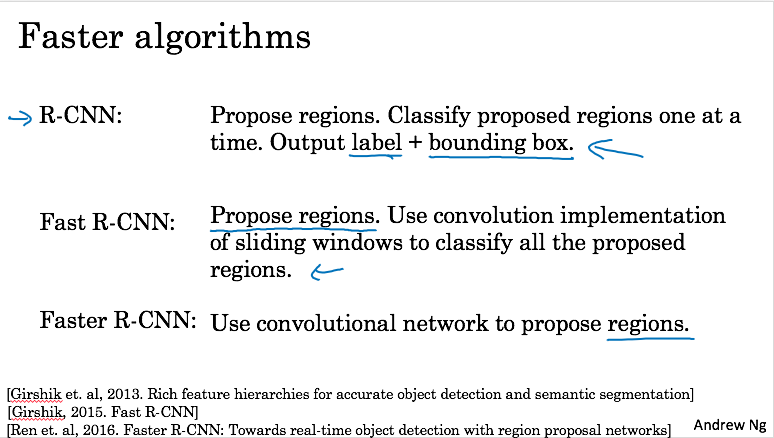 Faster algorithms
R-CNN: Propose regions. Classify proposed regions one at a
time. Output label + bounding box.
Fast R-CNN: Propose regions. Use convolution implementation
of sliding windows to classify all the proposed
regions.
Faster R-CNN: Use convolutional network to propose regions.
[Girshik et. al, 2013. Rich feature hierarchies for accurate object detection and semantic segmentation]
[Girshik, 2015. Fast R-CNN]
[Ren et. al, 2016. Faster R-CNN: Towards real-time object detection with region proposal networks]
Andrew Ng